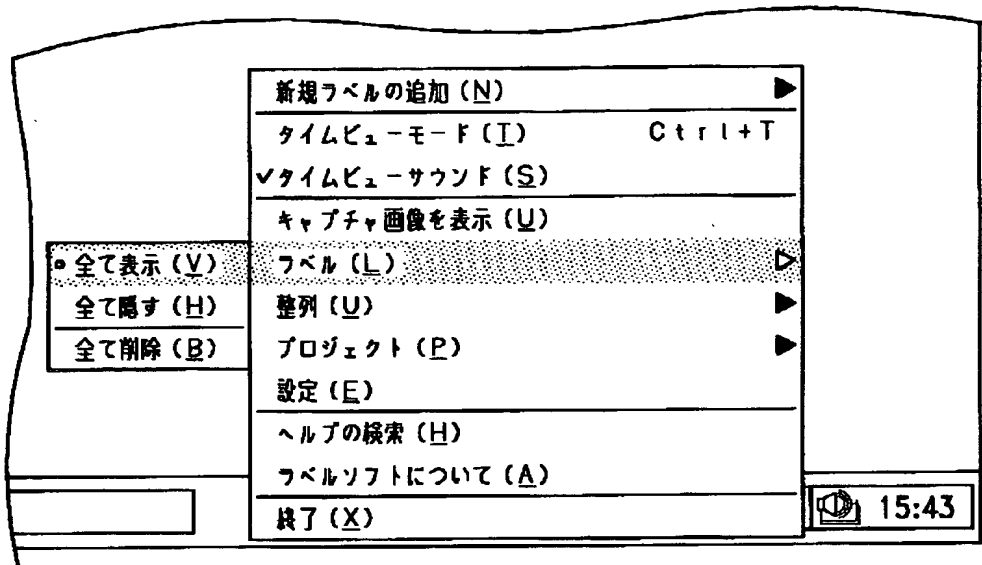 新規ラベルの追加(N)
タイムビューモード(T) Ctrl+T
✓タイムビューサウンド(S)
キャプチャ画像を表示(U)
全て表示(V)
全て隠す(H)
全て削除(B)
ラベル(L)
整列(U)
プロジェクト(P)
設定(E)
ヘルプの検索(H)
ラベルソフトについて(A)
終了(X)
15:43